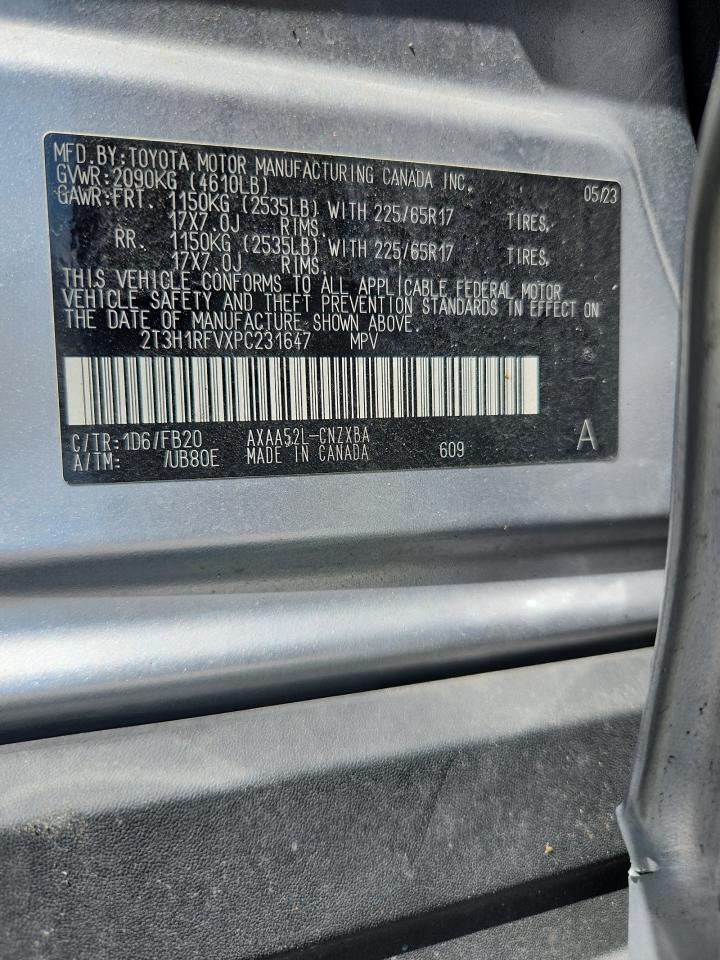 MFD.BY:TOYOTA MOTOR MANUFACTURING CANADA INC. 05/23
GVWR:2090KG (4610LB)
GAWR:FRT. 1150KG (2535LB) WITH 225/65R17 TIRES,
17X7.0J RIMS.
RR. 1150KG (2535LB) WITH 225/65R17 TIRES,
17X7.0J RIMS.
THIS VEHICLE CONFORMS TO ALL APPLICABLE FEDERAL MOTOR
VEHICLE SAFETY AND THEFT PREVENTION STANDARDS IN EFFECT ON
THE DATE OF MANUFACTURE SHOWN ABOVE.
2T3H1RFVXPC231647 MPV
C/TR:1D6/FB20 AXAA52L-CNZXBA A
A/TM: /UB80E MADE IN CANADA 609